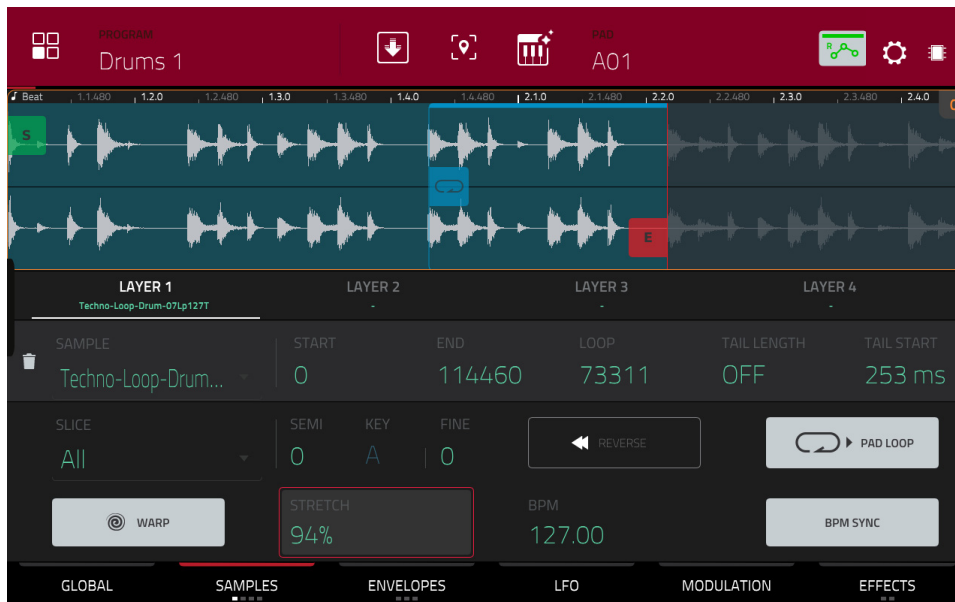 PROGRAM
Drums 1
PAD
A01
R
Beat 1.1.480 1.2.0 1.2.480 1.3.0 1.3.480 1.4.0 1.4.480 2.1.0 2.1.480 2.2.0 2.2.480 2.3.0 2.3.480 2.4.0
S
E
LAYER 1 LAYER 2 LAYER 3 LAYER 4
Techno-Loop-Drum-07Lp127T - - -
SAMPLE START END LOOP TAIL LENGTH TAIL START
Techno-Loop-Drum... 0 114460 73311 OFF 253 ms
SLICE SEMI KEY FINE
All 0 A 0
REVERSE
PAD LOOP
WARP
STRETCH
94%
BPM
127.00
BPM SYNC
GLOBAL SAMPLES ENVELOPES LFO MODULATION EFFECTS